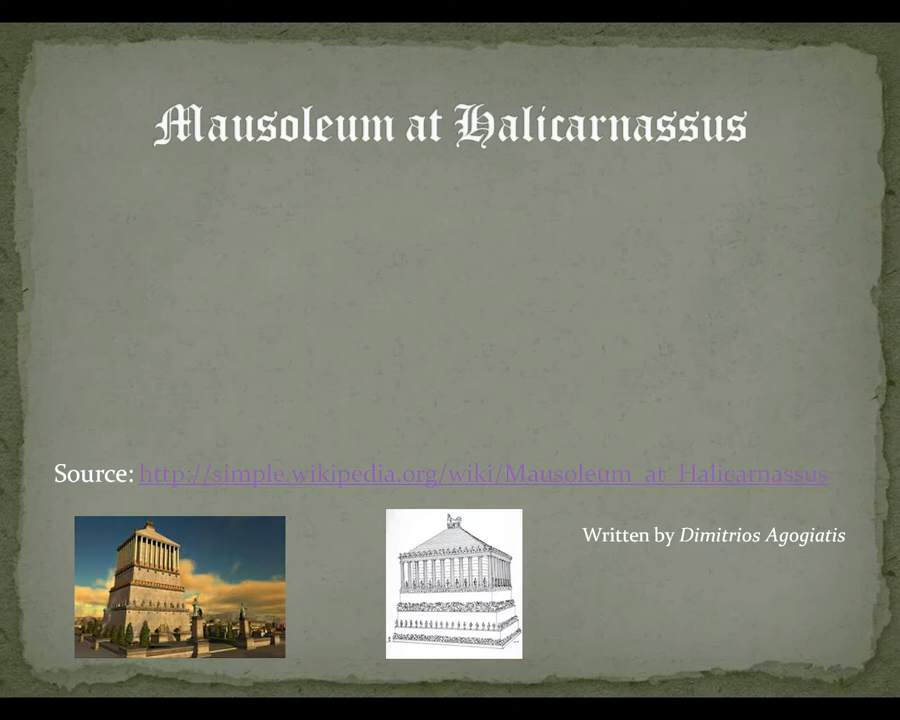 Mausoleum at Halicarnassus
Source: http://simple.wikipedia.org/wiki/Mausoleum_at_Halicarnassus
Written by Dimitrios Agogiatis